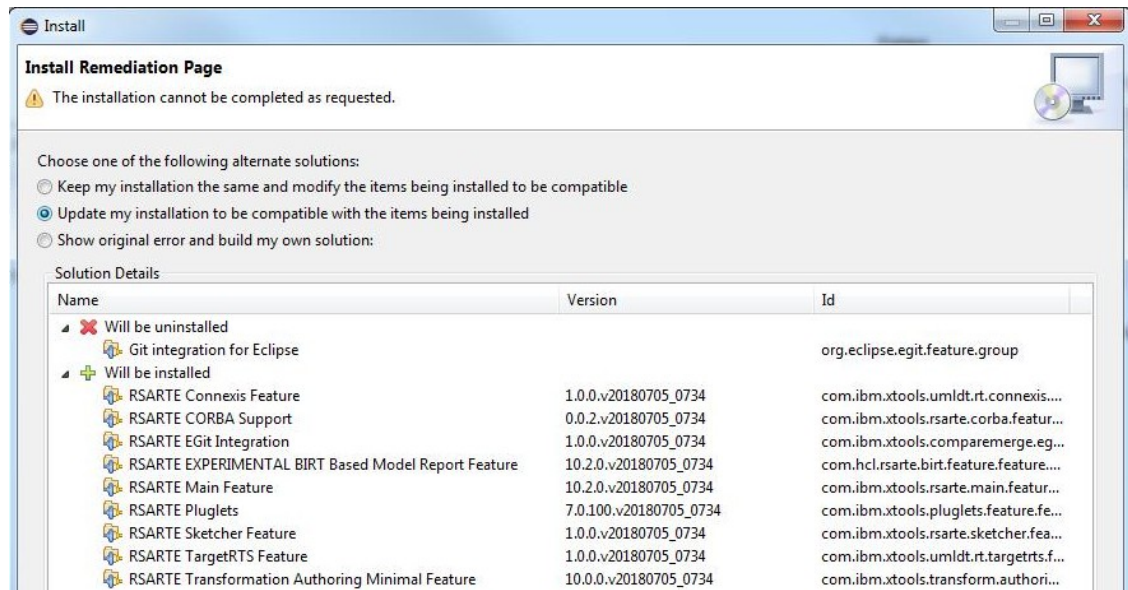 Install
Install Remediation Page
The installation cannot be completed as requested.
Choose one of the following alternate solutions:
Keep my installation the same and modify the items being installed to be compatible
Update my installation to be compatible with the items being installed
Show original error and build my own solution:
Solution Details
Name Version Id
Will be uninstalled
Git integration for Eclipse org.eclipse.egit.feature.group
Will be installed
RSARTE Connexis Feature 1.0.0.v20180705_0734 com.ibm.xtools.umldt.rt.connexis....
RSARTE CORBA Support 0.0.2.v20180705_0734 com.ibm.xtools.rsarte.corba.featur...
RSARTE EGit Integration 1.0.0.v20180705_0734 com.ibm.xtools.comparemerge.eg...
RSARTE EXPERIMENTAL BIRT Based Model Report Feature 10.2.0.v20180705_0734 com.hcl.rsarte.birt.feature.feature....
RSARTE Main Feature 10.2.0.v20180705_0734 com.ibm.xtools.rsarte.main.featur...
RSARTE Pluglets 7.0.100.v20180705_0734 com.ibm.xtools.pluglets.feature.fe...
RSARTE Sketcher Feature 1.0.0.v20180705_0734 com.ibm.xtools.rsarte.sketcher.fea...
RSARTE TargetRTS Feature 1.0.0.v20180705_0734 com.ibm.xtools.umldt.rt.targetrts.f...
RSARTE Transformation Authoring Minimal Feature 10.0.0.v20180705_0734 com.ibm.xtools.transform.authori...